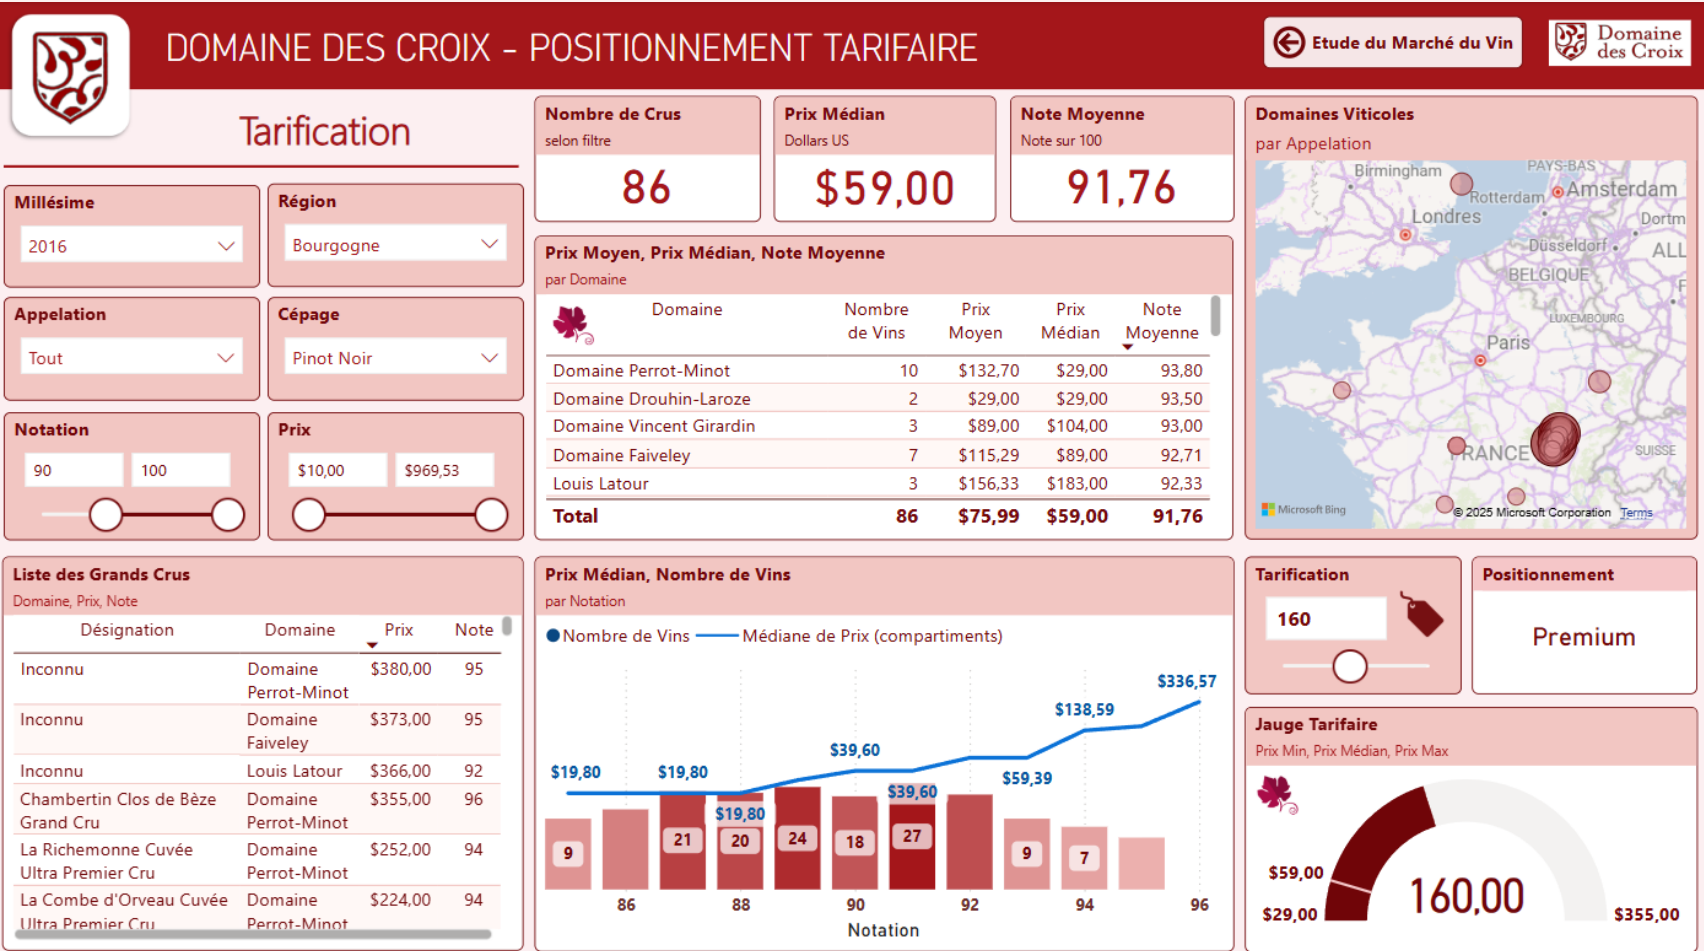 DOMAINE DES CROIX - POSITIONNEMENT TARIFAIRE
Etude du Marché du Vin
Domaine
des Croix
Tarification
Millésime
2016
Région
Bourgogne
Appelation
Tout
Cépage
Pinot Noir
Notation
90
100
Prix
$10,00
$969,53
Nombre de Crus
selon filtre
86
Prix Médian
Dollars US
$59,00
Note Moyenne
Note sur 100
91,76
Prix Moyen, Prix Médian, Note Moyenne
par Domaine
Domaine Nombre de Vins Prix Moyen Prix Médian Note Moyenne
Domaine Perrot-Minot 10 $132,70 $29,00 93,80
Domaine Drouhin-Laroze 2 $29,00 $29,00 93,50
Domaine Vincent Girardin 3 $89,00 $104,00 93,00
Domaine Faiveley 7 $115,29 $89,00 92,71
Louis Latour 3 $156,33 $183,00 92,33
Total 86 $75,99 $59,00 91,76
Domaines Viticoles
par Appelation
Birmingham
PAYS-BAS
Rotterdam
Amsterdam
Londres
Dortm
Düsseldorf
ALL
BELGIQUE
F
LUXEMBOURG
Paris
FRANCE
SUISSE
Microsoft Bing
© 2025 Microsoft Corporation Terms
Liste des Grands Crus
Domaine, Prix, Note
Désignation Domaine Prix Note
Inconnu Domaine Perrot-Minot $380,00 95
Inconnu Domaine Faiveley $373,00 95
Inconnu Louis Latour $366,00 92
Chambertin Clos de Bèze Grand Cru Domaine Perrot-Minot $355,00 96
La Richemonne Cuvée Ultra Premier Cru Domaine Perrot-Minot $252,00 94
La Combe d'Orveau Cuvée Ultra Premier Cru Domaine Perrot-Minot $224,00 94
Prix Médian, Nombre de Vins
par Notation
Nombre de Vins Médiane de Prix (compartiments)
$336,57
$138,59
$39,60
$19,80
$19,80
$59,39
$39,60
$19,80
9
21
20
24
18
27
9
7
86 88 90 92 94 96
Notation
Tarification
160
Positionnement
Premium
Jauge Tarifaire
Prix Min, Prix Médian, Prix Max
$59,00
160,00
$29,00
$355,00